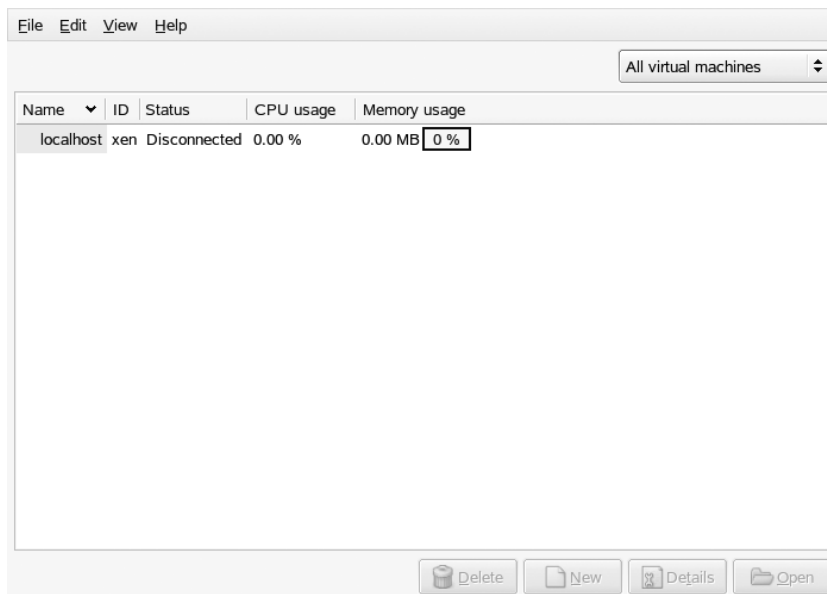 File Edit View Help
All virtual machines
Name ID Status CPU usage Memory usage
localhost xen Disconnected 0.00 % 0.00 MB 0 %
Delete New Details Open